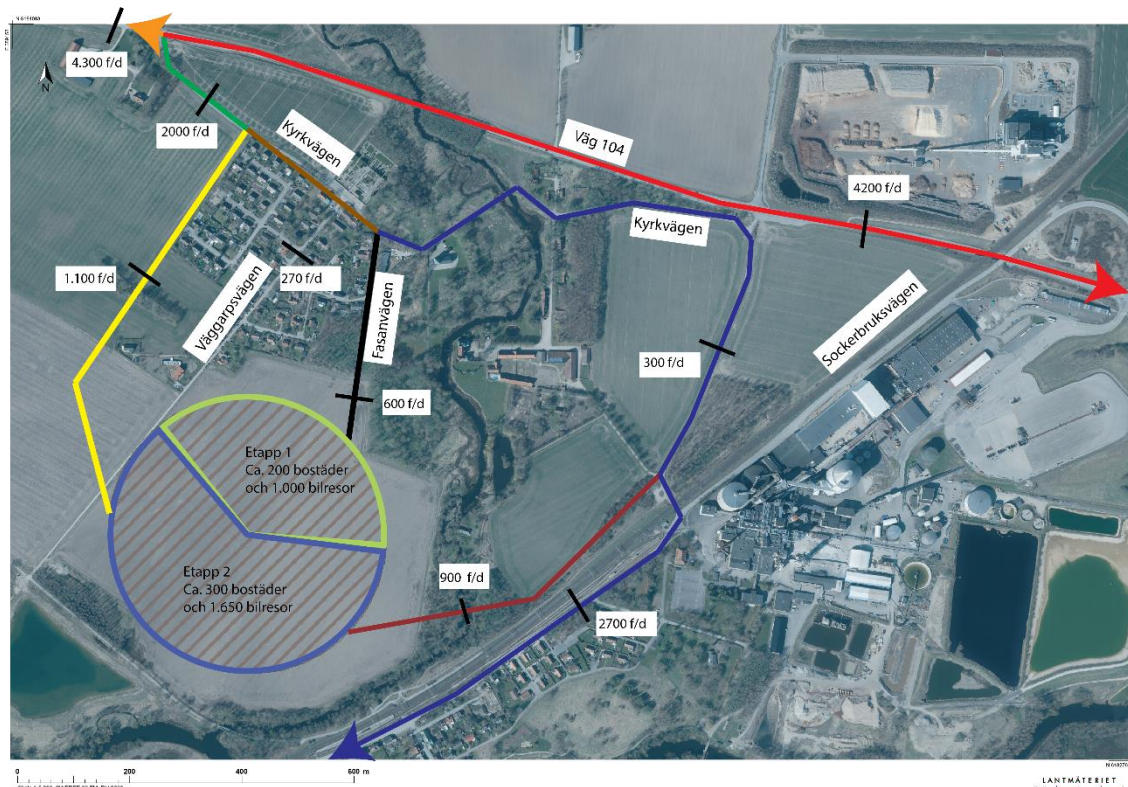 N 6181083
4.300 f/d
N
2000 f/d
Kyrkvägen
Väg 104
4200 f/d
Kyrkvägen
1.100 f/d
270 f/d
Väggarpsvägen
Fasanvägen
Sockerbruksvägen
300 f/d
600 f/d
Etapp 1
Ca. 200 bostäder
och 1.000 bilresor
Etapp 2
Ca. 300 bostäder
och 1.650 bilresor
900 f/d
2700 f/d
0 200 400 600 m
LANTMÄTERIET